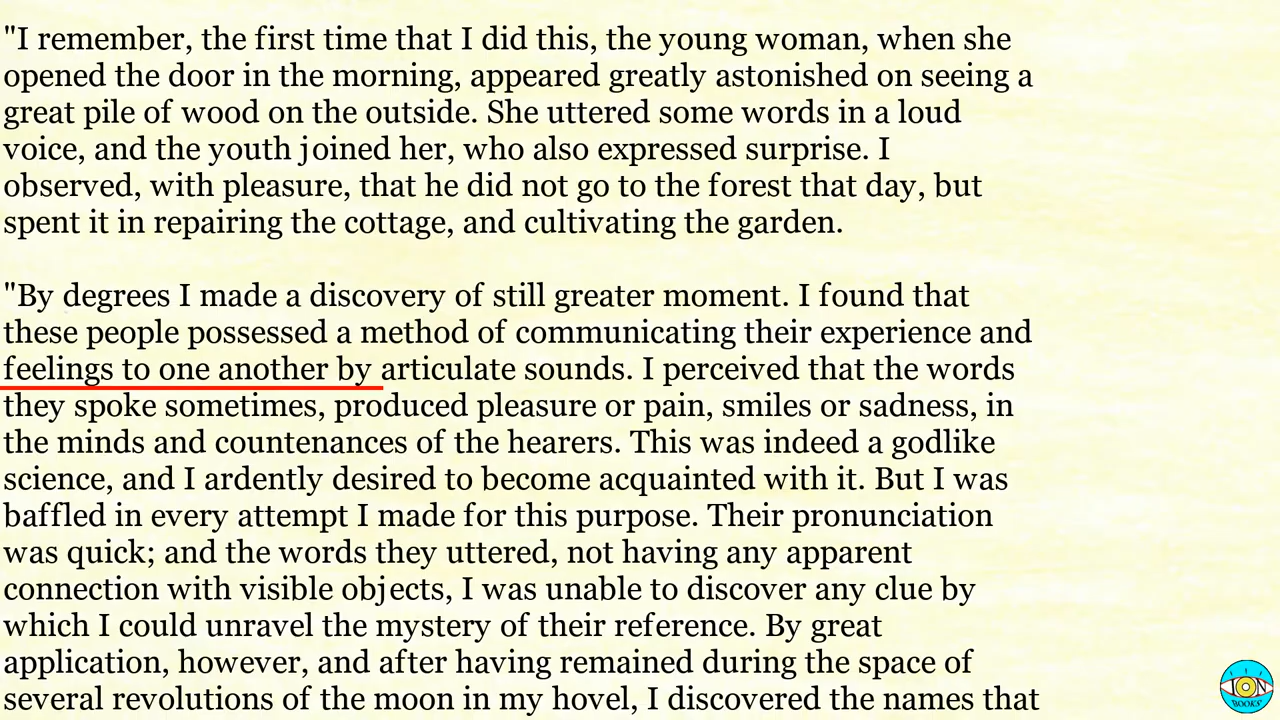 "I remember, the first time that I did this, the young woman, when she
opened the door in the morning, appeared greatly astonished on seeing a
great pile of wood on the outside. She uttered some words in a loud
voice, and the youth joined her, who also expressed surprise. I
observed, with pleasure, that he did not go to the forest that day, but
spent it in repairing the cottage, and cultivating the garden.
"By degrees I made a discovery of still greater moment. I found that
these people possessed a method of communicating their experience and
feelings to one another by articulate sounds. I perceived that the words
they spoke sometimes, produced pleasure or pain, smiles or sadness, in
the minds and countenances of the hearers. This was indeed a godlike
science, and I ardently desired to become acquainted with it. But I was
baffled in every attempt I made for this purpose. Their pronunciation
was quick; and the words they uttered, not having any apparent
connection with visible objects, I was unable to discover any clue by
which I could unravel the mystery of their reference. By great
application, however, and after having remained during the space of
several revolutions of the moon in my hovel, I discovered the names that
ION
BOOKS